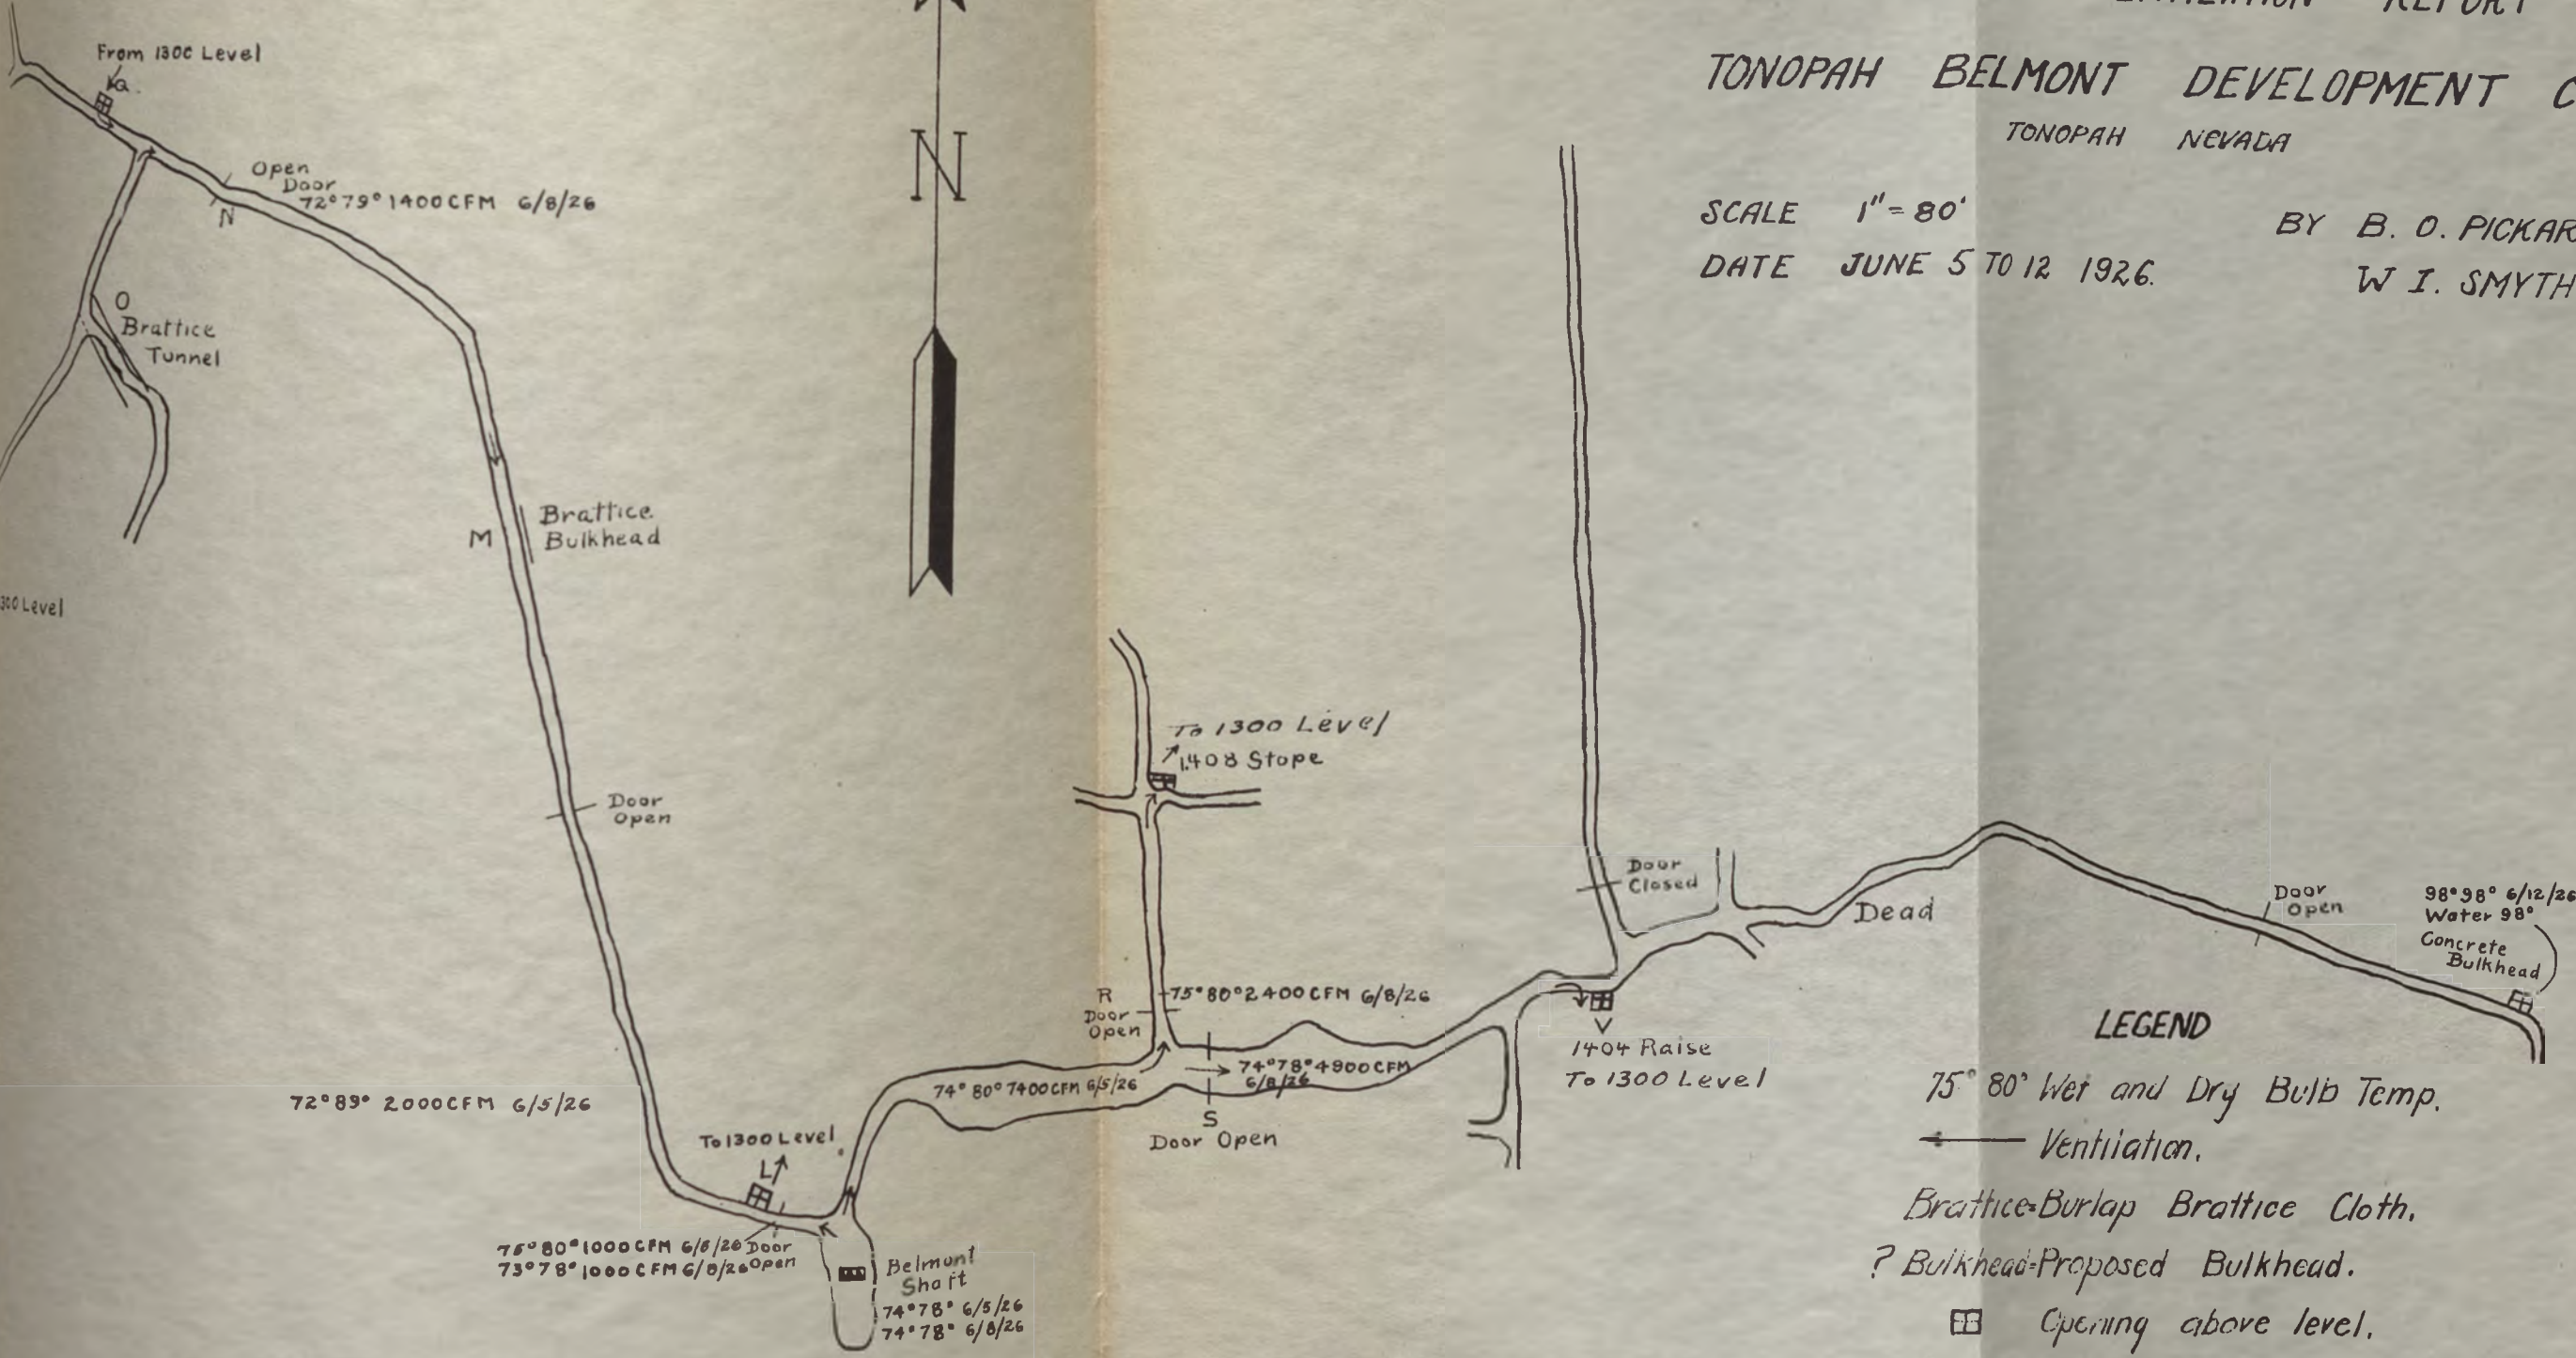 REPORT
TONOPAH BELMONT DEVELOPMENT
TONOPAH NEVADA
SCALE 1"=80'
DATE JUNE 5 TO 12 1926.
BY B. O. PICKAR
W I. SMYTH
N
From 1300 Level
Q.
Open
Door
72° 79° 1400 CFM 6/8/26
N
O
Brattice
Tunnel
M
Brattice
Bulkhead
300 Level
Door
Open
To 1300 Level
1408 Stope
Door
Closed
Dead
Door
Open
98° 98° 6/12/26
Water 98°
Concrete
Bulkhead
R
Door
Open
75° 80° 2400 CFM 6/8/26
74° 78° 4900 CFM
6/8/26
74° 80° 7400 CFM 6/5/26
S
Door Open
V
1404 Raise
To 1300 Level
72° 89° 2000 CFM 6/5/26
To 1300 Level
L
75° 80° 1000 CFM 6/5/26 Door
73° 78° 1000 CFM 6/8/26 Open
Belmont
Shaft
74° 78° 6/5/26
74° 78° 6/8/26
LEGEND
75° 80° Wet and Dry Bulb Temp.
Ventilation.
Brattice=Burlap Brattice Cloth.
? Bulkhead=Proposed Bulkhead.
Opening above level.